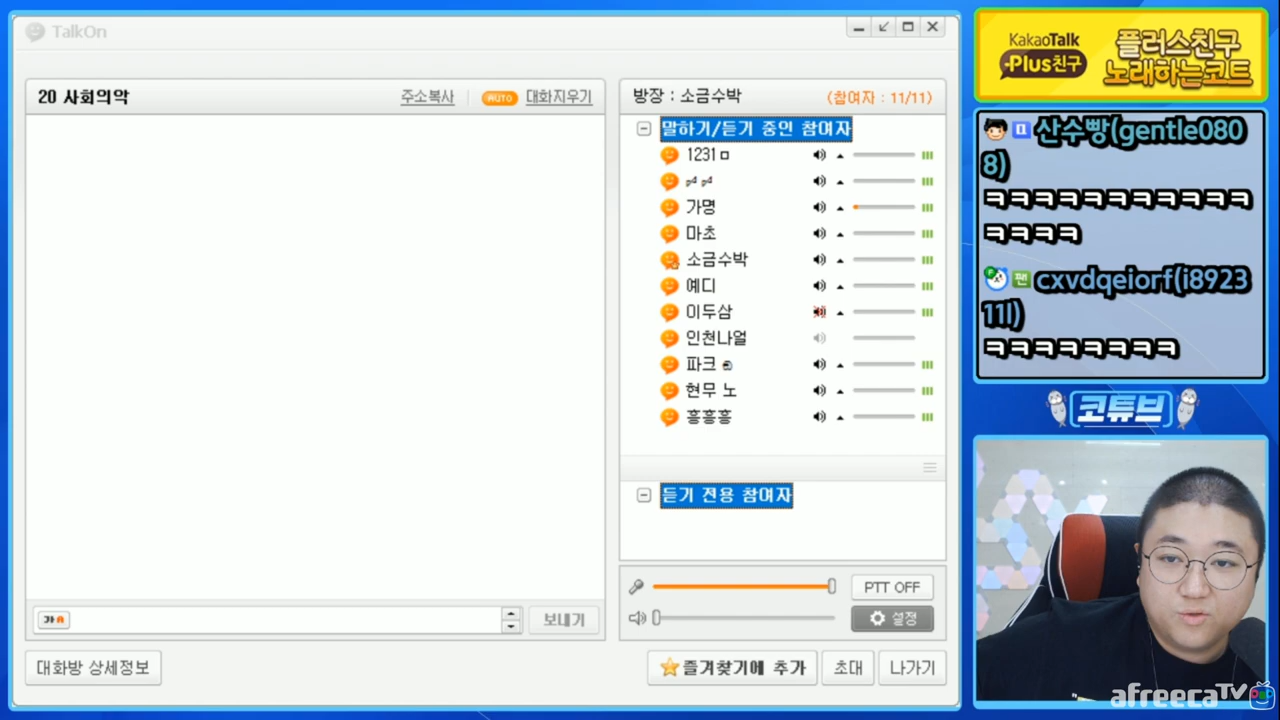 TalkOn
20 사회의악
주소복사
AUTO 대화지우기
방장 : 소금수박
(참여자 : 11/11)
말하기/듣기 중인 참여자
1231ㅁ
가명
마초
소금수박
예디
이두삼
인천나얼
파크
현무 노
흥흥흥
듣기 전용 참여자
PTT OFF
설정
가A
보내기
대화방 상세정보
즐겨찾기에 추가
초대
나가기
KakaoTalk
Plus친구
플러스친구
노래하는코트
산수빵(gentle080
8)
ㅋㅋㅋㅋㅋㅋㅋㅋㅋㅋㅋ
ㅋㅋㅋㅋ
팬 cxvdqeiorf(i8923
11l)
ㅋㅋㅋㅋㅋㅋㅋㅋ
코튜브
afreecaTV